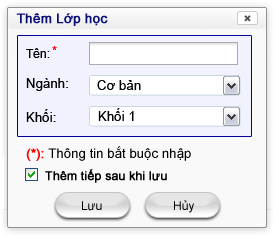 Thêm Lớp học
Tên:*
Ngành: Cơ bản
Khối: Khối 1
(*): Thông tin bắt buộc nhập
Thêm tiếp sau khi lưu
Lưu Hủy